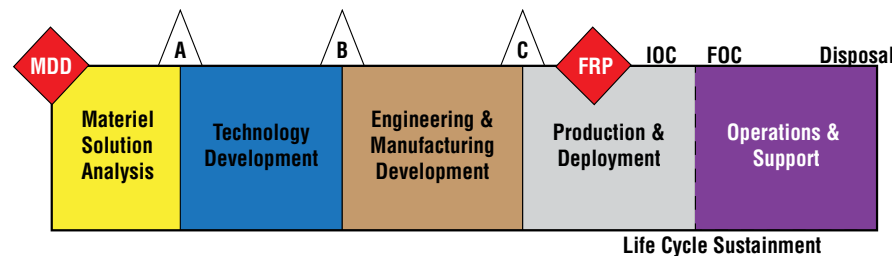 MDD
A
B
C
FRP
IOC
FOC
Disposal
Materiel
Solution
Analysis
Technology
Development
Engineering &
Manufacturing
Development
Production &
Deployment
Operations &
Support
Life Cycle Sustainment